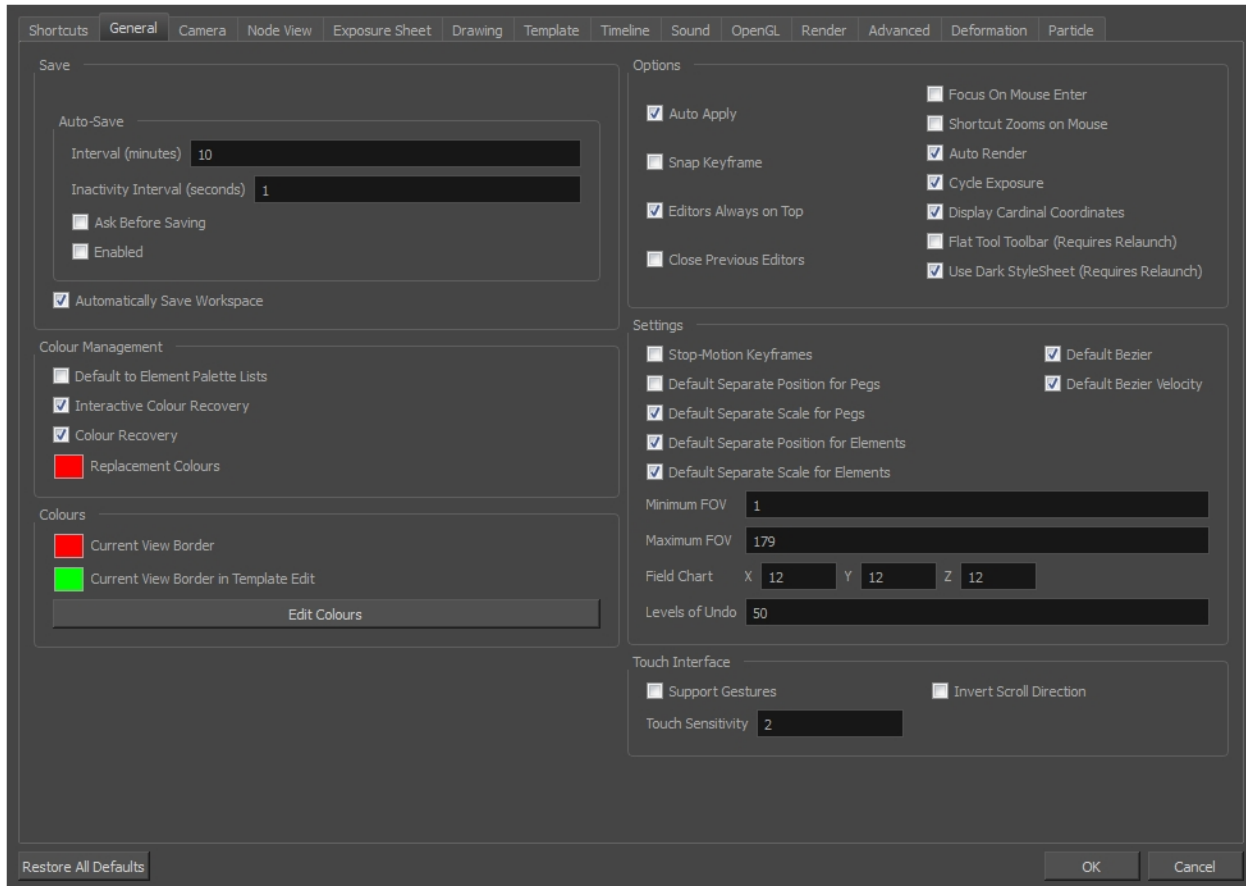 Shortcuts General Camera Node View Exposure Sheet Drawing Template Timeline Sound OpenGL Render Advanced Deformation Particle
Save
Auto-Save
Interval (minutes) 10
Inactivity Interval (seconds) 1
Ask Before Saving
Enabled
Automatically Save Workspace
Colour Management
Default to Element Palette Lists
Interactive Colour Recovery
Colour Recovery
Replacement Colours
Colours
Current View Border
Current View Border in Template Edit
Edit Colours
Options
Auto Apply
Snap Keyframe
Editors Always on Top
Close Previous Editors
Focus On Mouse Enter
Shortcut Zooms on Mouse
Auto Render
Cycle Exposure
Display Cardinal Coordinates
Flat Tool Toolbar (Requires Relaunch)
Use Dark StyleSheet (Requires Relaunch)
Settings
Stop-Motion Keyframes
Default Separate Position for Pegs
Default Separate Scale for Pegs
Default Separate Position for Elements
Default Separate Scale for Elements
Default Bezier
Default Bezier Velocity
Minimum FOV 1
Maximum FOV 179
Field Chart X 12 Y 12 Z 12
Levels of Undo 50
Touch Interface
Support Gestures Invert Scroll Direction
Touch Sensitivity 2
Restore All Defaults OK Cancel